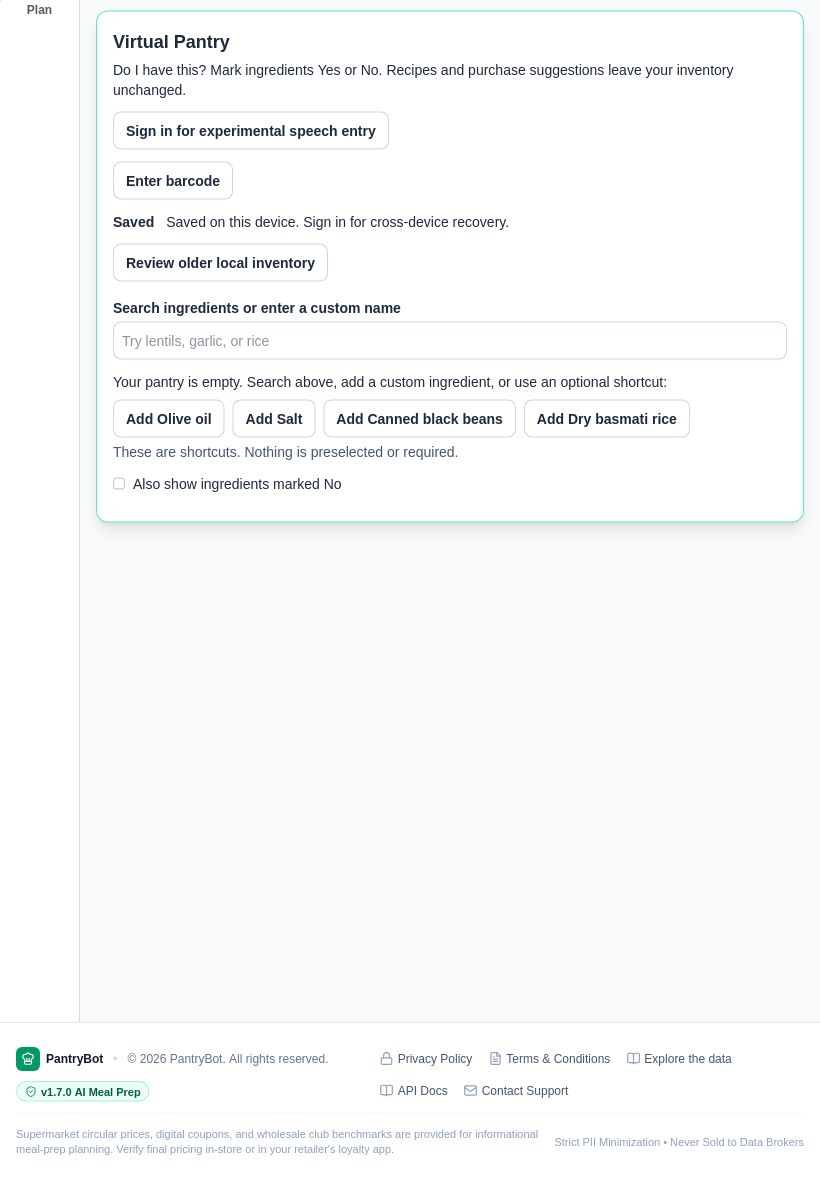 Plan
Virtual Pantry
Do I have this? Mark ingredients Yes or No. Recipes and purchase suggestions leave your inventory
unchanged.
Sign in for experimental speech entry
Enter barcode
Saved Saved on this device. Sign in for cross-device recovery.
Review older local inventory
Search ingredients or enter a custom name
Try lentils, garlic, or rice
Your pantry is empty. Search above, add a custom ingredient, or use an optional shortcut:
Add Olive oil Add Salt Add Canned black beans Add Dry basmati rice
These are shortcuts. Nothing is preselected or required.
Also show ingredients marked No
PantryBot • © 2026 PantryBot. All rights reserved.
v1.7.0 AI Meal Prep
Privacy Policy Terms & Conditions Explore the data
API Docs Contact Support
Supermarket circular prices, digital coupons, and wholesale club benchmarks are provided for informational
meal-prep planning. Verify final pricing in-store or in your retailer's loyalty app.
Strict PII Minimization • Never Sold to Data Brokers